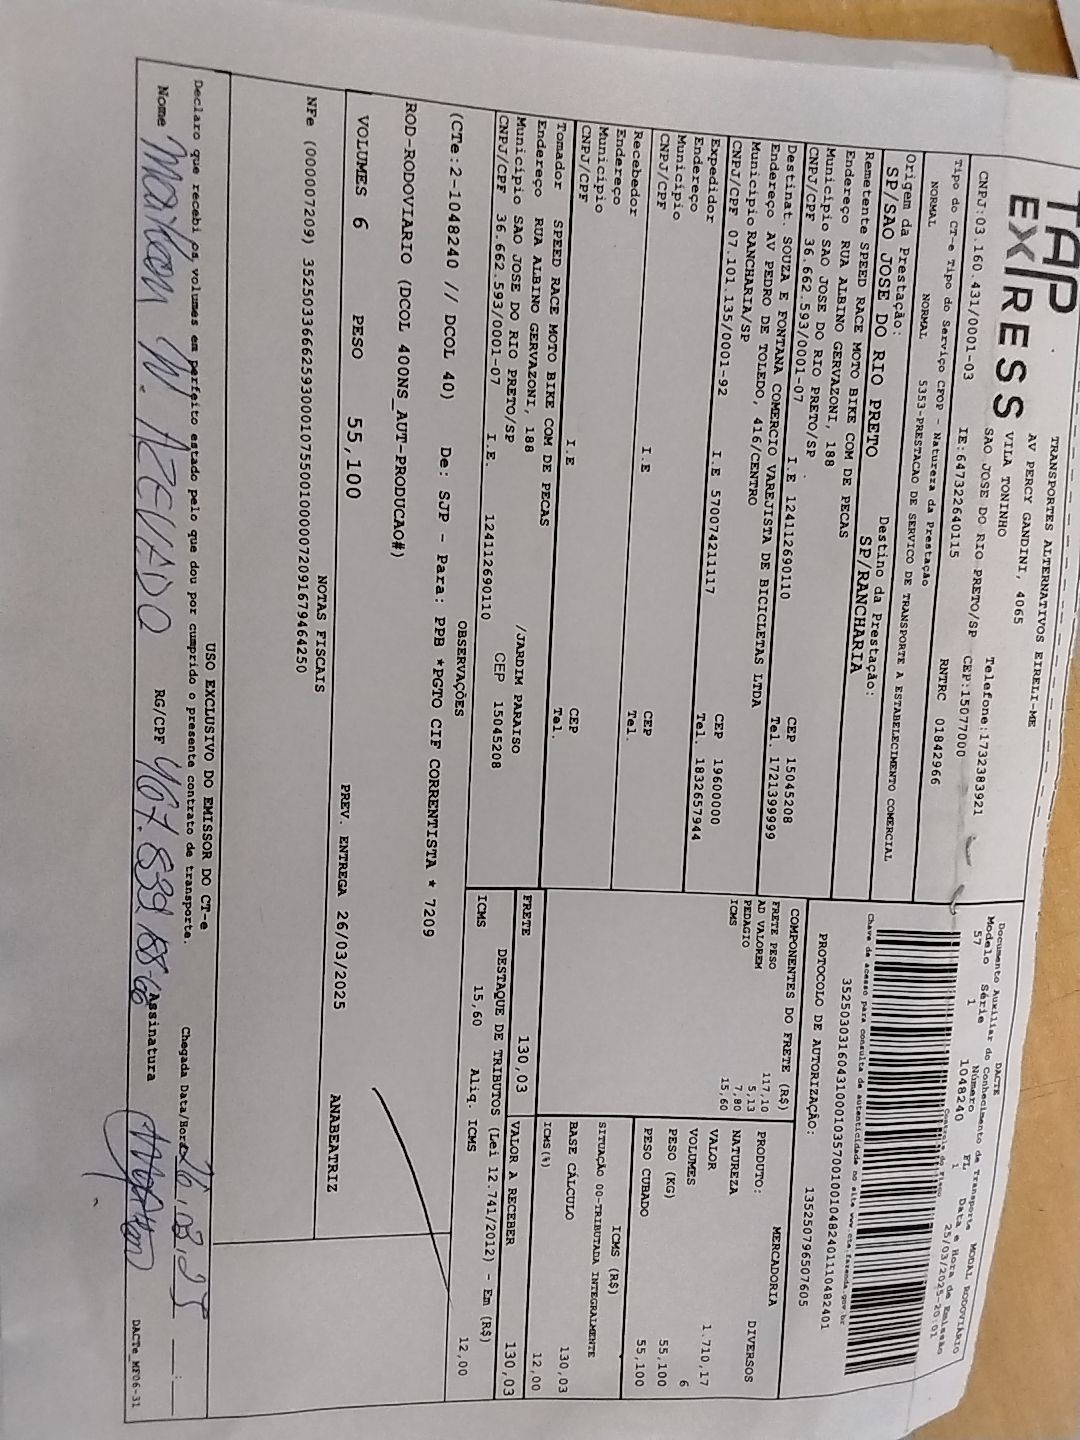 TAP
EXPRESS
TRANSPORTES ALTERNATIVOS EIRELI-ME
AV PERCY GANDINI, 4065
VILA TONINHO
SAO JOSE DO RIO PRETO/SP CEP:15077000
Telefone:1732383921
CNPJ:03.160.431/0001-03 IE:647322640115 RNTRC 01842966
Tipo do CT-e Tipo do Serviço CFOP - Natureza da Prestação
NORMAL NORMAL 5353-PRESTACAO DE SERVICO DE TRANSPORTE A ESTABELECIMENTO COMERCIAL
Origem da Prestação: Destino da Prestação:
SP/SAO JOSE DO RIO PRETO SP/RANCHARIA
Remetente SPEED RACE MOTO BIKE COM DE PECAS
Endereço RUA ALBINO GERVAZONI, 188
Município SAO JOSE DO RIO PRETO/SP CEP 15045208
CNPJ/CPF 36.662.593/0001-07 I.E 124112690110 Tel. 1721399999
Destinat. SOUZA E FONTANA COMERCIO VAREJISTA DE BICICLETAS LTDA
Endereço AV PEDRO DE TOLEDO, 416/CENTRO
Município RANCHARIA/SP CEP 19600000
CNPJ/CPF 07.101.135/0001-92 I.E 570074211117 Tel. 1832657944
Expedidor
Endereço
Município CEP
CNPJ/CPF I.E Tel.
Recebedor
Endereço
Município CEP
CNPJ/CPF I.E Tel.
Tomador SPEED RACE MOTO BIKE COM DE PECAS
Endereço RUA ALBINO GERVAZONI, 188 /JARDIM PARAISO
Município SAO JOSE DO RIO PRETO/SP CEP 15045208
CNPJ/CPF 36.662.593/0001-07 I.E. 124112690110
DACTE MODAL RODOVIÁRIO
Documento Auxiliar do Conhecimento de Transporte
Modelo Série Número FL Data e Hora de Emissão
57 1 1048240 1 25/03/2025-20:01
Controle do Fisco
Chave de acesso para consulta de autenticidade no site www.cte.fazenda.gov.br
35250303160431000103570010010482401110482401
PROTOCOLO DE AUTORIZAÇÃO: 135250796507605
COMPONENTES DO FRETE (R$)
FRETE PESO 117,10
AD VALOREM 5,13
PEDAGIO 7,80
ICMS 15,60
PRODUTO: MERCADORIA
NATUREZA DIVERSOS
VALOR 1.710,17
VOLUMES 6
PESO (KG) 55,100
PESO CUBADO 55,100
ICMS (R$)
SITUAÇÃO 00-TRIBUTADA INTEGRALMENTE
BASE CÁLCULO 130,03
ICMS(%) 12,00
FRETE 130,03 VALOR A RECEBER 130,03
DESTAQUE DE TRIBUTOS (Lei 12.741/2012) - Em (R$)
ICMS 15,60 Aliq. ICMS 12,00
OBSERVAÇÕES
(CTe:2-1048240 // DCOL 40) De: SJP - Para: PPB *PGTO CIF CORRENTISTA * 7209
ROD-RODOVIARIO (DCOL 400NS_AUT-PRODUCAO#)
VOLUMES 6 PESO 55,100 PREV. ENTREGA 26/03/2025 ANABEATRIZ
NOTAS FISCAIS
NFe (000007209) 35250336662593000107550010000072091679464250
USO EXCLUSIVO DO EMISSOR DO CT-e
Declaro que recebi os volumes em perfeito estado pelo que dou por cumprido o presente contrato de transporte. Chegada Data/Hora 26.03.25
Nome AZEVADO RG/CPF Assinatura
DACTe_MF06-31